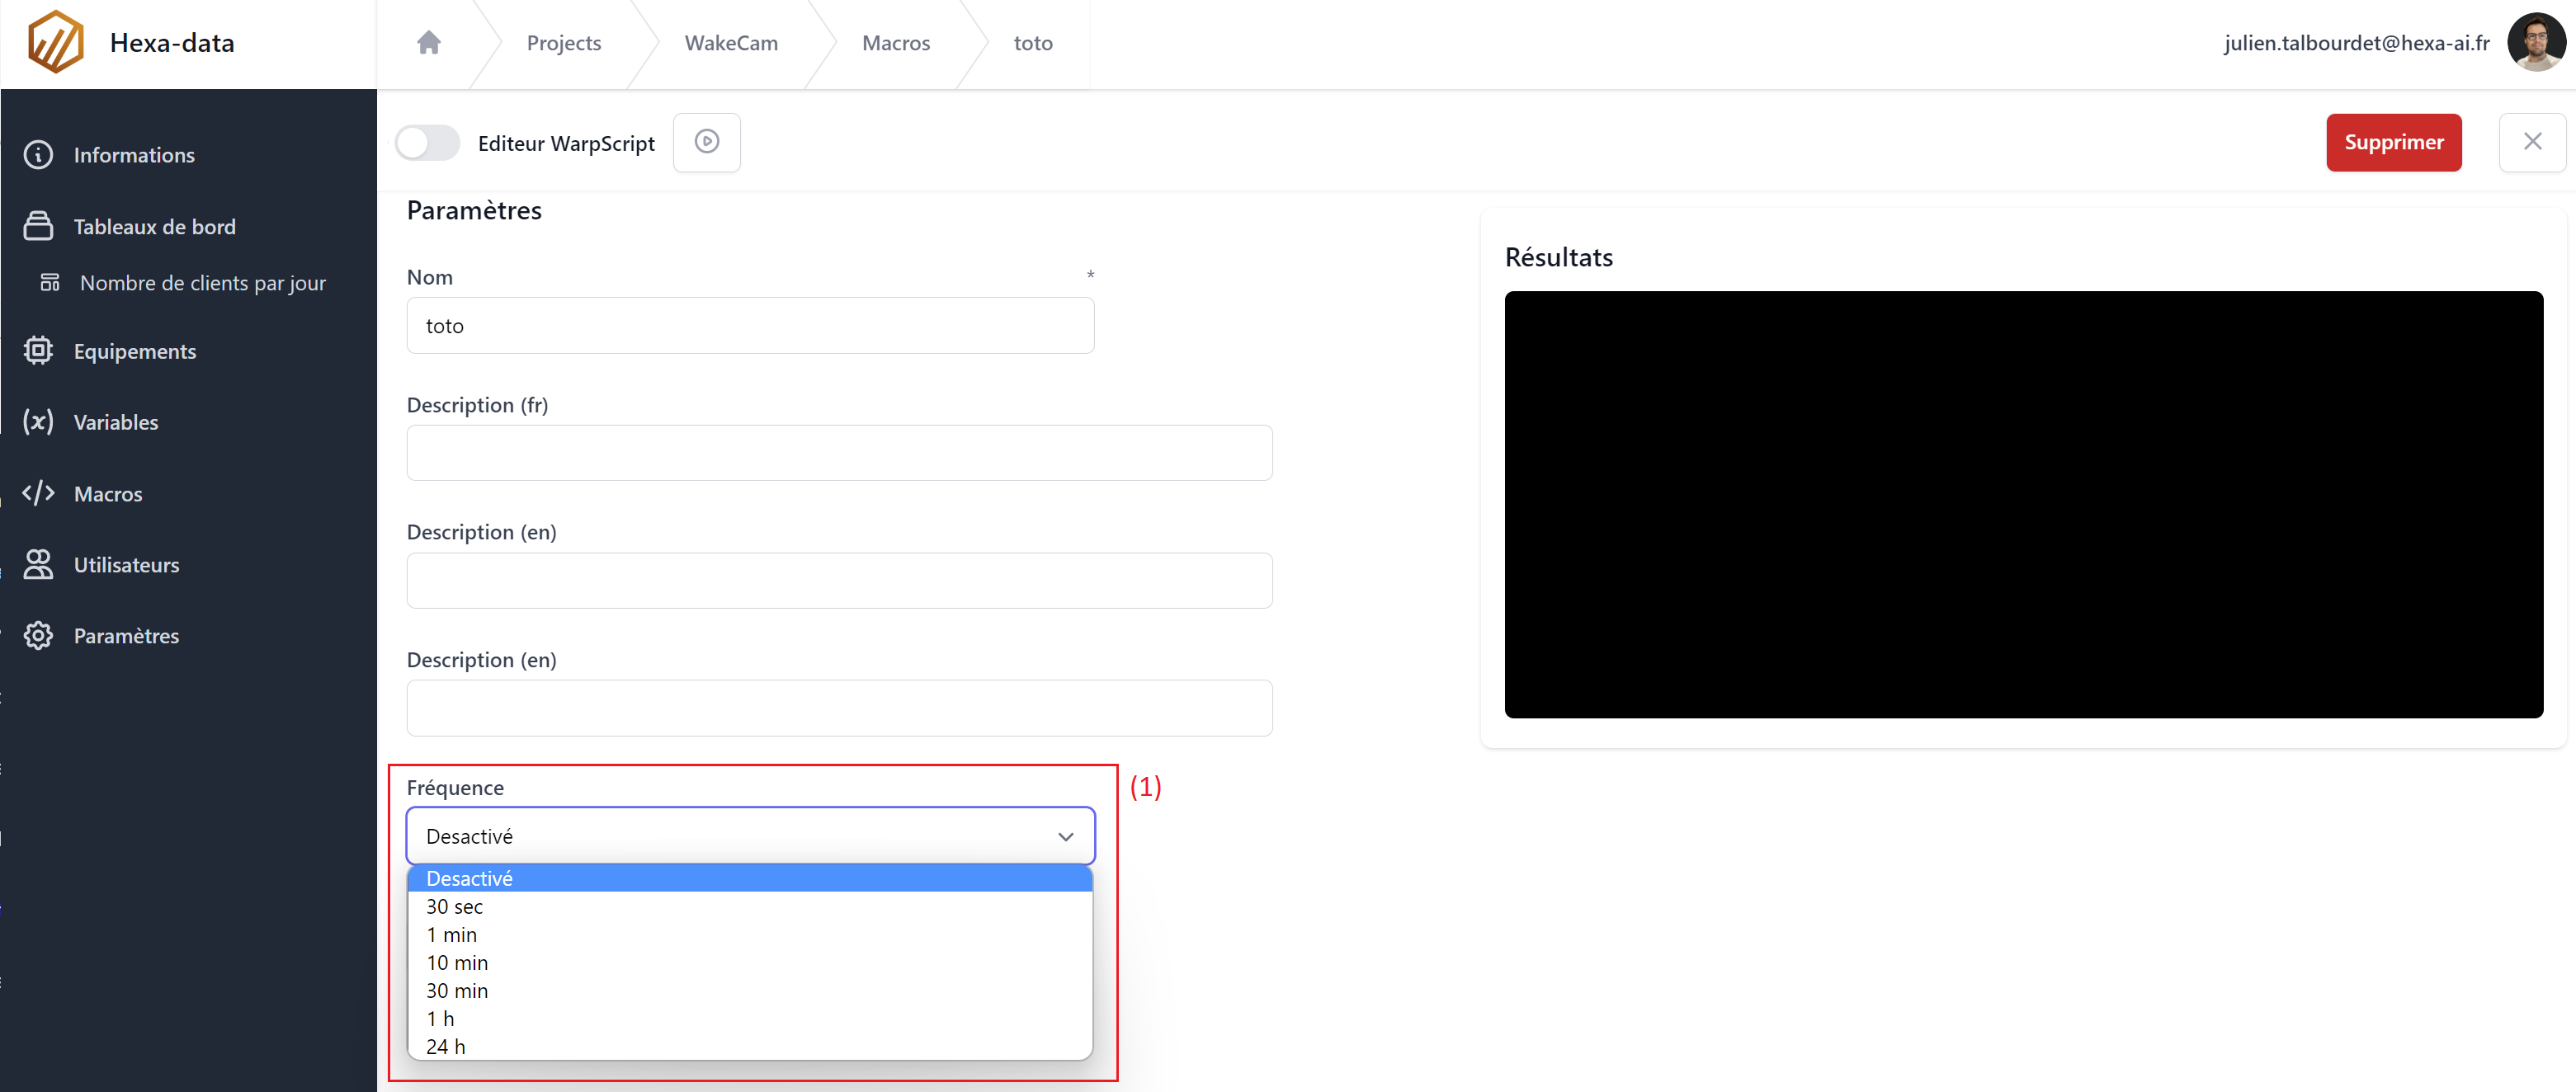 Hexa-data
Projects
WakeCam
Macros
toto
julien.talbourdet@hexa-ai.fr
Informations
Tableaux de bord
Nombre de clients par jour
Equipements
(x) Variables
</> Macros
Utilisateurs
Paramètres
Editeur WarpScript
Supprimer
Paramètres
Nom *
toto
Description (fr)
Description (en)
Description (en)
Fréquence (1)
Desactivé
Desactivé
30 sec
1 min
10 min
30 min
1 h
24 h
Résultats